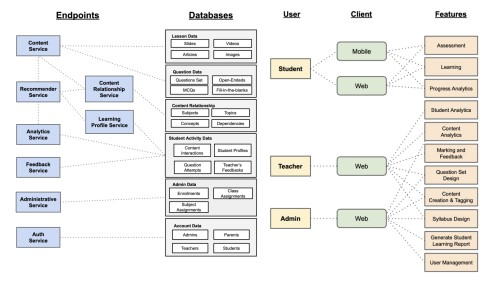 Endpoints
Databases
User
Client
Features
Content
Service
Recommender
Service
Content
Relationship
Service
Learning
Profile Service
Analytics
Service
Feedback
Service
Administrative
Service
Auth
Service
Lesson Data
Slides
Videos
Articles
Images
Question Data
Questions Set
Open-Endeds
MCQs
Fill-in-the-blanks
Content Relationship
Subjects
Topics
Concepts
Dependencies
Student Activity Data
Content
Interactions
Student Profiles
Question
Attempts
Teacher's
Feedbacks
Admin Data
Enrollments
Class
Assignments
Subject
Assignments
Account Data
Admins
Parents
Teachers
Students
Student
Teacher
Admin
Mobile
Web
Web
Web
Assessment
Learning
Progress Analytics
Student Analytics
Content
Analytics
Marking and
Feedback
Question Set
Design
Content
Creation & Tagging
Syllabus Design
Generate Student
Learning Report
User Management